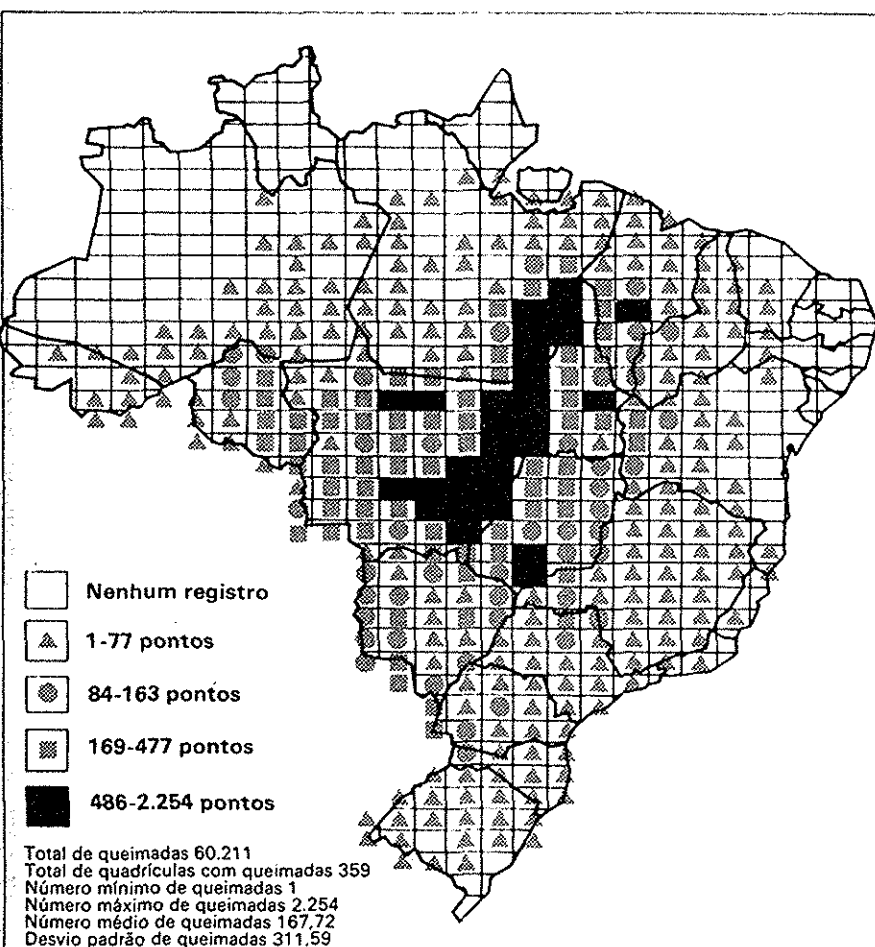 Nenhum registro
1-77 pontos
84-163 pontos
169-477 pontos
486-2.254 pontos
Total de queimadas 60.211
Total de quadrículas com queimadas 359
Número mínimo de queimadas 1
Número máximo de queimadas 2.254
Número médio de queimadas 167,72
Desvio padrão de queimadas 311,59